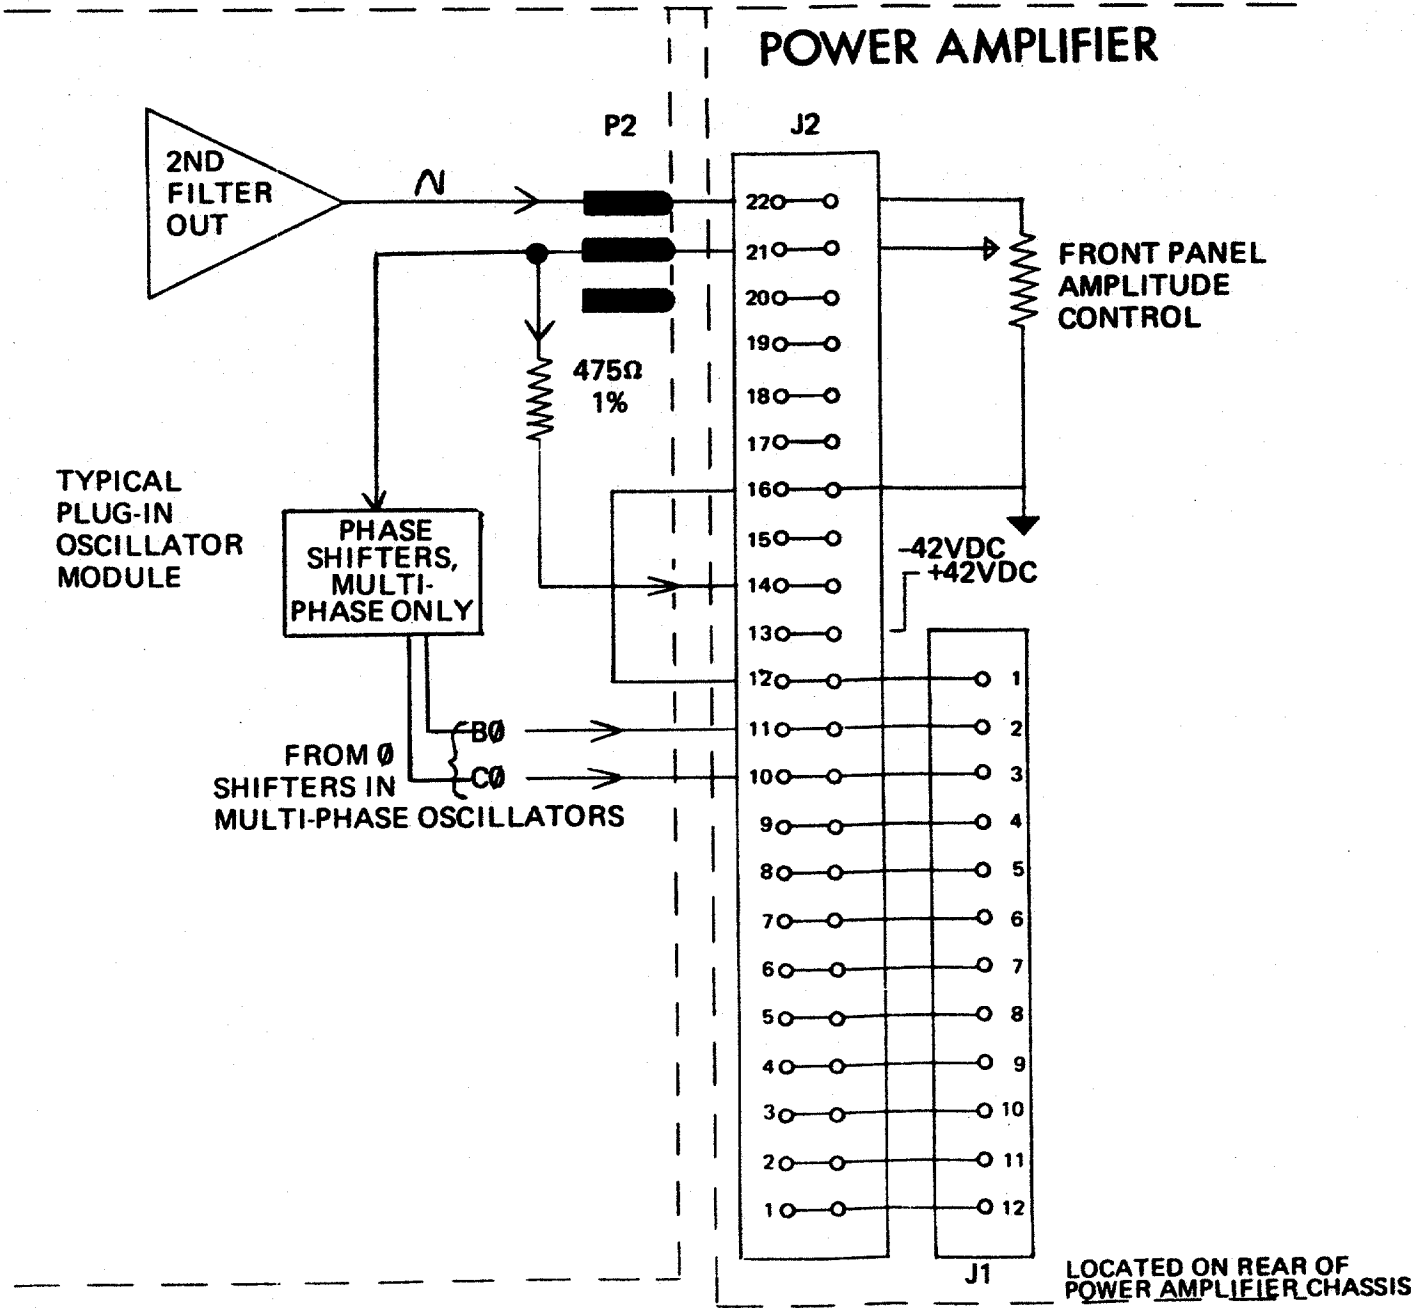 POWER AMPLIFIER
P2
J2
2ND
FILTER
OUT
22
21
20
19
18
17
16
15
14
13
12
11
10
9
8
7
6
5
4
3
2
1
FRONT PANEL
AMPLITUDE
CONTROL
475Ω
1%
TYPICAL
PLUG-IN
OSCILLATOR
MODULE
PHASE
SHIFTERS,
MULTI-
PHASE ONLY
-42VDC
+42VDC
BØ
CØ
FROM Ø
SHIFTERS IN
MULTI-PHASE OSCILLATORS
1
2
3
4
5
6
7
8
9
10
11
12
J1
LOCATED ON REAR OF
POWER AMPLIFIER CHASSIS